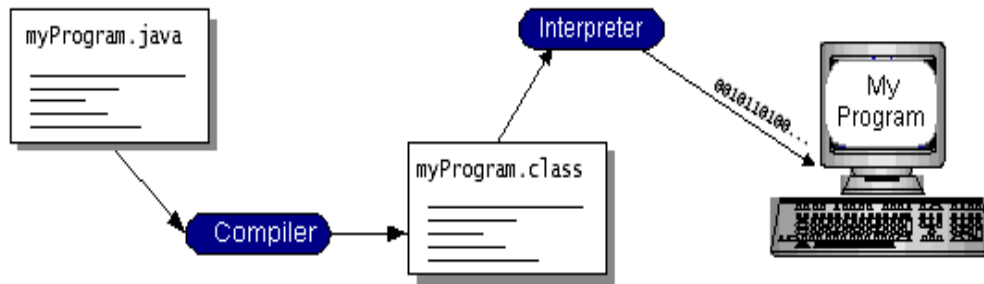 myProgram.java
Compiler
myProgram.class
Interpreter
0010110100...
My
Program